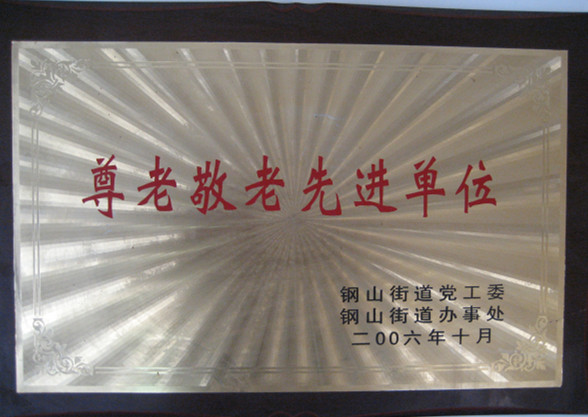 尊老敬老先进单位
钢山街道党工委
钢山街道办事处
二00六年十月